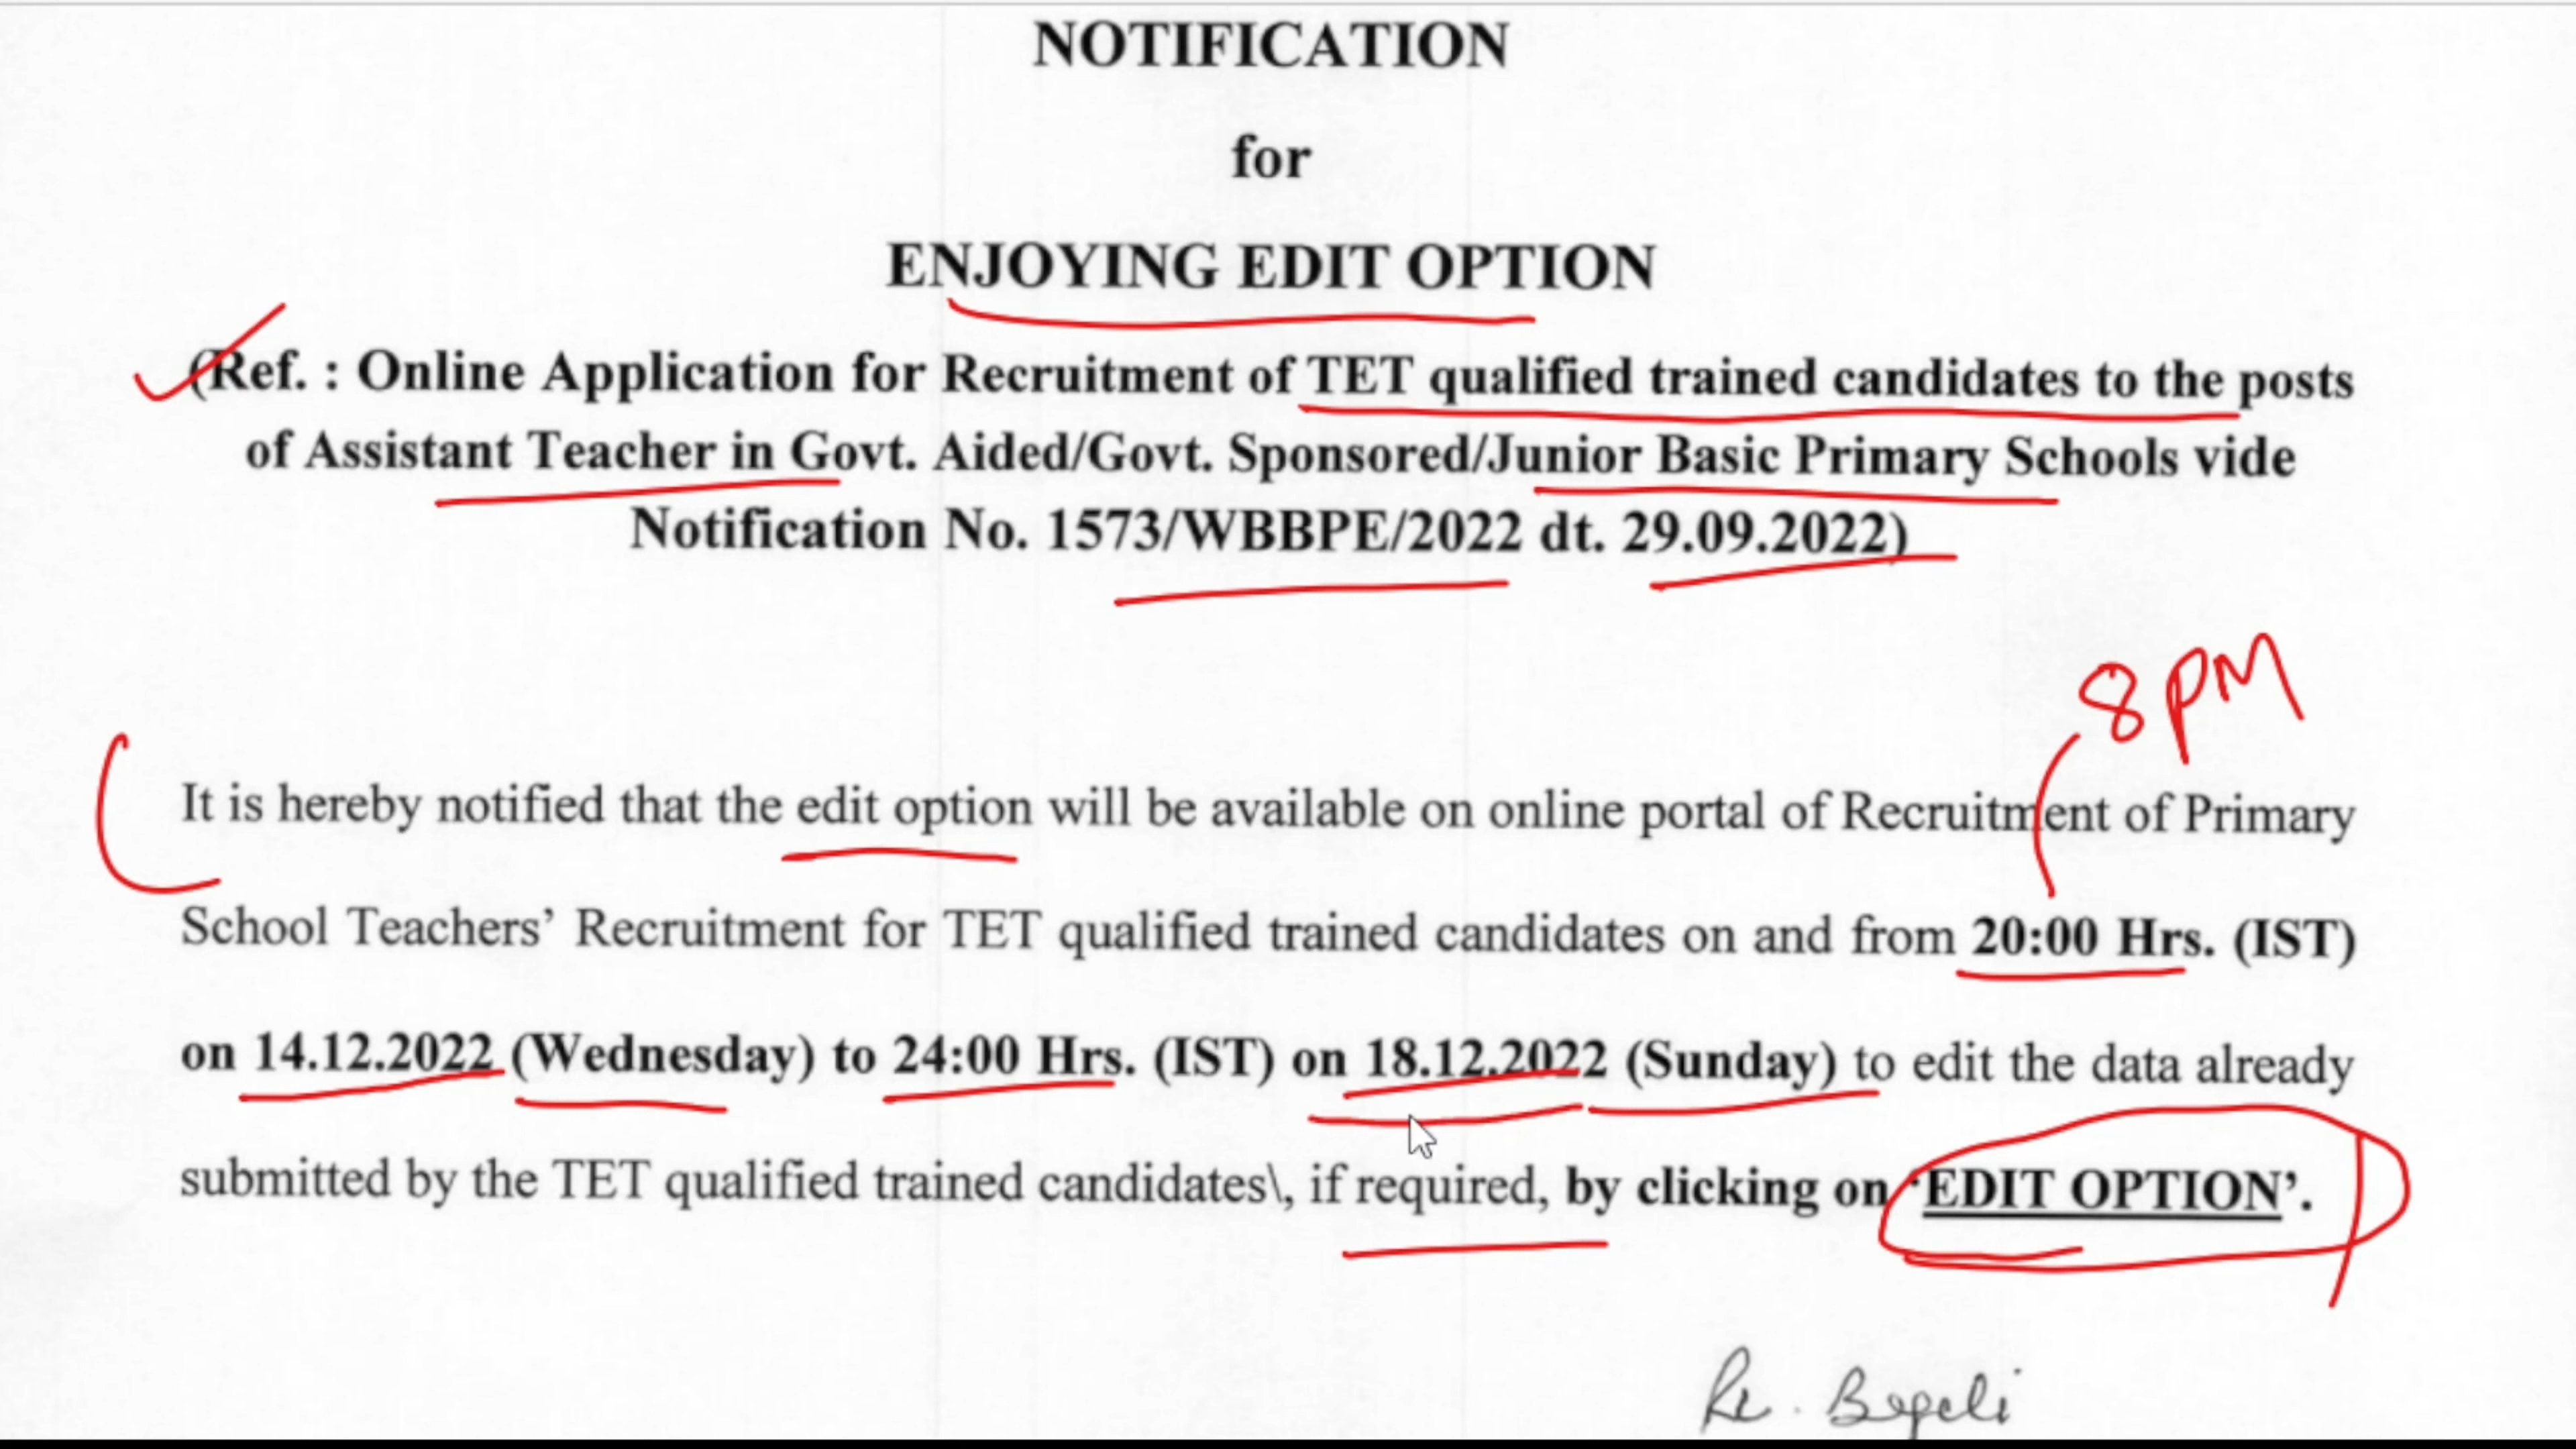 NOTIFICATION
for
ENJOYING EDIT OPTION
(Ref. : Online Application for Recruitment of TET qualified trained candidates to the posts
of Assistant Teacher in Govt. Aided/Govt. Sponsored/Junior Basic Primary Schools vide
Notification No. 1573/WBBPE/2022 dt. 29.09.2022)
8 PM
It is hereby notified that the edit option will be available on online portal of Recruitment of Primary
School Teachers’ Recruitment for TET qualified trained candidates on and from 20:00 Hrs. (IST)
on 14.12.2022 (Wednesday) to 24:00 Hrs. (IST) on 18.12.2022 (Sunday) to edit the data already
submitted by the TET qualified trained candidates\, if required, by clicking on ‘EDIT OPTION’.